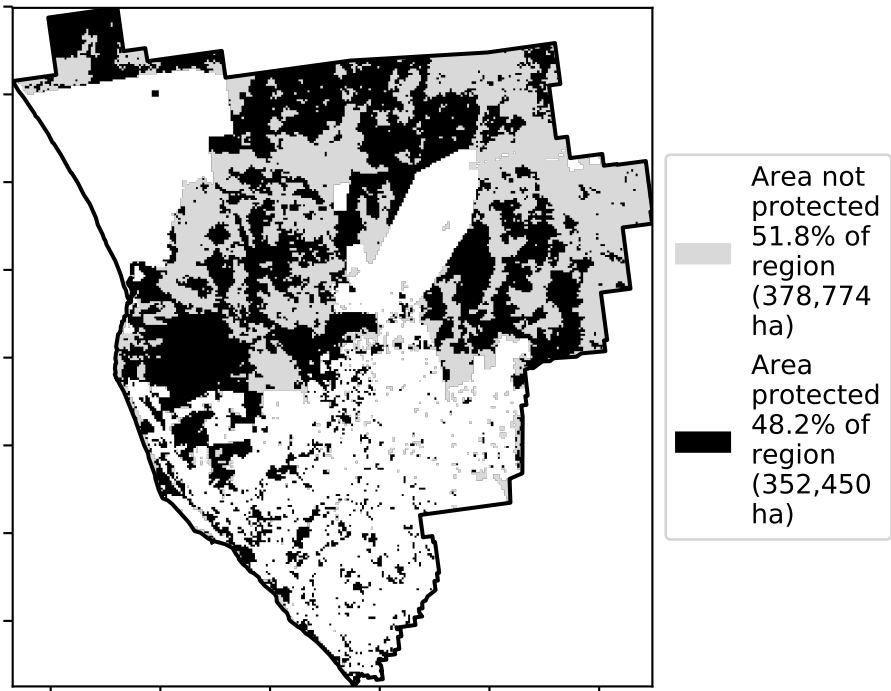 Area not
protected
51.8% of
region
(378,774
ha)
Area
protected
48.2% of
region
(352,450
ha)